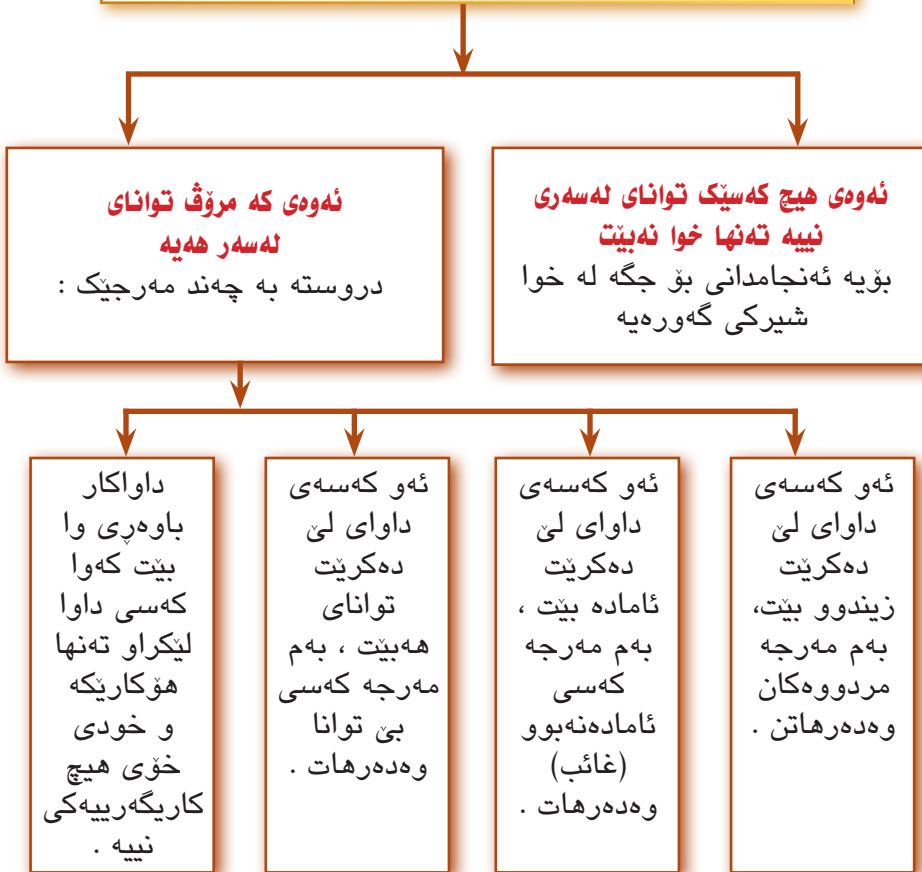 ئەوەی هیچ کەسێک توانای لەسەری
نییە تەنها خوا نەبێت
بۆیە ئەنجامدانی بۆ جگە لە خوا
شیرکی گەورەیە
ئەوەی کە مرۆڤ توانای
لەسەر هەیە
دروستە بە چەند مەرجێک :
ئەو کەسەی
داوای لێ
دەکرێت
زیندوو بێت،
بەم مەرجە
مردووەکان
وەدەرهاتن .
ئەو کەسەی
داوای لێ
دەکرێت
ئامادە بێت ،
بەم مەرجە
کەسی
ئامادەنەبوو
(غائب)
وەدەرهات .
ئەو کەسەی
داوای لێ
دەکرێت
توانای
هەبێت ، بەم
مەرجە کەسی
بێ توانا
وەدەرهات .
داواکار
باوەڕی وا
بێت کەوا
کەسی داوا
لێکراو تەنها
هۆکارێکە
و خودی
خۆی هیچ
کاریگەرییەکی
نییە .